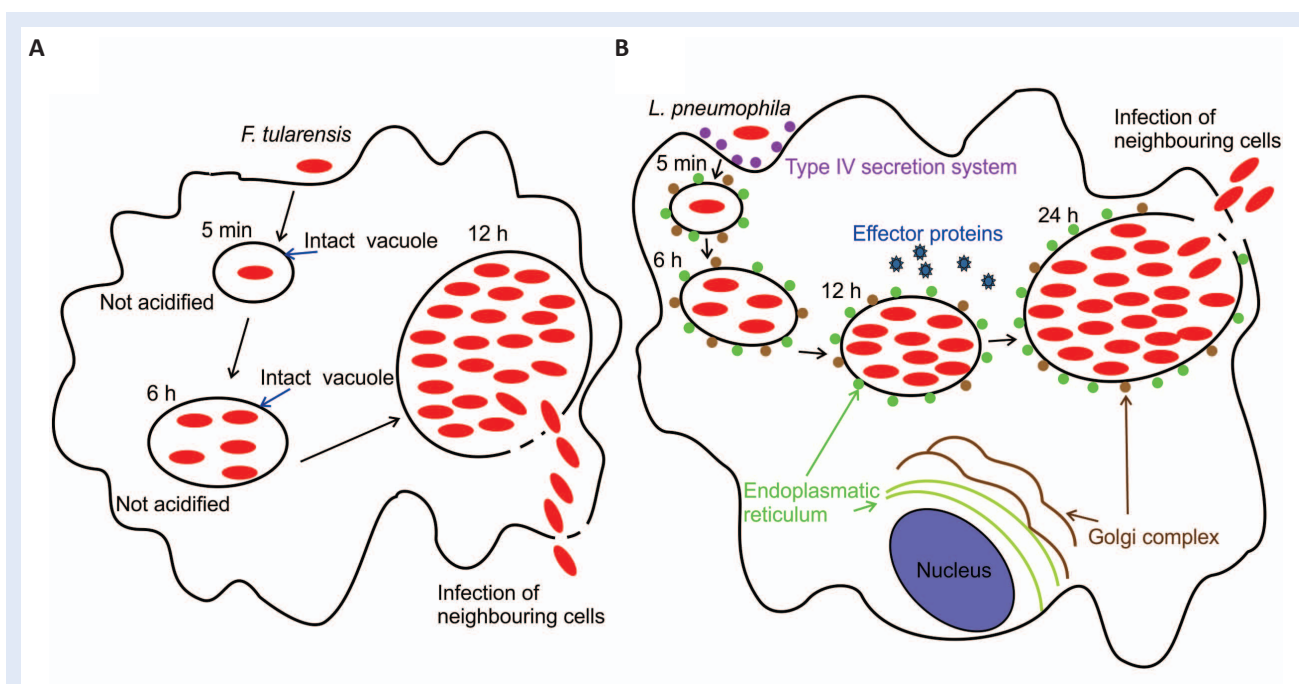 A
F. tularensis
5 min
Intact vacuole
Not acidified
12 h
6 h
Intact vacuole
Not acidified
Infection of
neighbouring cells
B
L. pneumophila
Type IV secretion system
5 min
Infection of
neighbouring cells
6 h
Effector proteins
12 h
24 h
Endoplasmatic
reticulum
Golgi complex
Nucleus